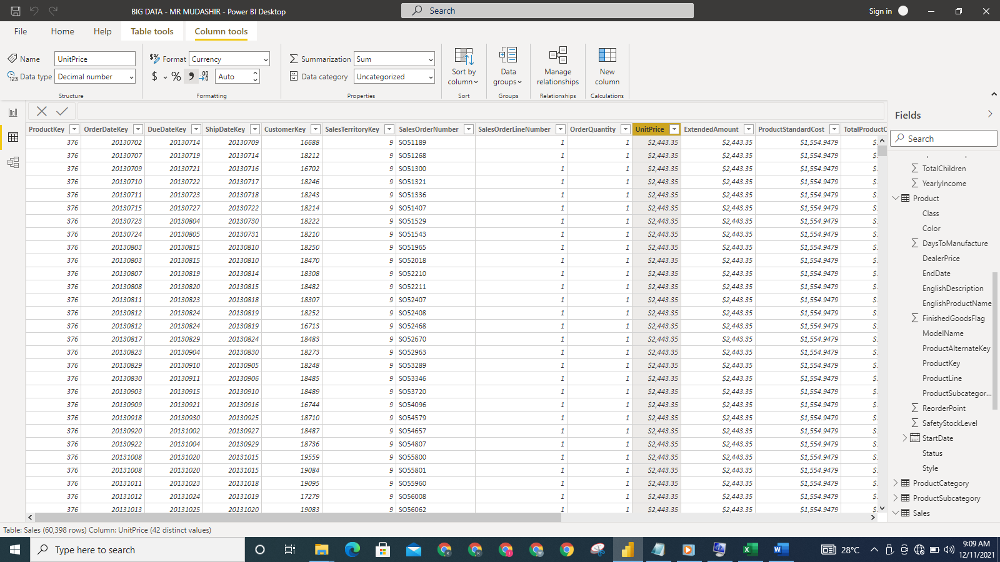 BIG DATA - MR MUDASHIR - Power BI Desktop
Search
Sign in
File Home Help Table tools Column tools
Name UnitPrice
Data type Decimal number
Structure
$% Format Currency
$ % 9 .00 Auto
Formatting
Summarization Sum
Data category Uncategorized
Properties
Sort by column
Sort
Data groups
Groups
Manage relationships
Relationships
New column
Calculations
ProductKey OrderDateKey DueDateKey ShipDateKey CustomerKey SalesTerritoryKey SalesOrderNumber SalesOrderLineNumber OrderQuantity UnitPrice ExtendedAmount ProductStandardCost TotalProductC
376 20130702 20130714 20130709 16688 9 SO51189 1 1 $2,443.35 $2,443.35 $1,554.9479 $.
376 20130707 20130719 20130714 18212 9 SO51268 1 1 $2,443.35 $2,443.35 $1,554.9479 $.
376 20130709 20130721 20130716 16702 9 SO51300 1 1 $2,443.35 $2,443.35 $1,554.9479 $.
376 20130710 20130722 20130717 18246 9 SO51321 1 1 $2,443.35 $2,443.35 $1,554.9479 $.
376 20130711 20130723 20130718 18243 9 SO51336 1 1 $2,443.35 $2,443.35 $1,554.9479 $.
376 20130715 20130727 20130722 18214 9 SO51407 1 1 $2,443.35 $2,443.35 $1,554.9479 $.
376 20130723 20130804 20130730 18222 9 SO51529 1 1 $2,443.35 $2,443.35 $1,554.9479 $.
376 20130724 20130805 20130731 18210 9 SO51543 1 1 $2,443.35 $2,443.35 $1,554.9479 $.
376 20130803 20130815 20130810 18250 9 SO51965 1 1 $2,443.35 $2,443.35 $1,554.9479 $.
376 20130803 20130815 20130810 18470 9 SO52018 1 1 $2,443.35 $2,443.35 $1,554.9479 $.
376 20130807 20130819 20130814 18308 9 SO52210 1 1 $2,443.35 $2,443.35 $1,554.9479 $.
376 20130808 20130820 20130815 18482 9 SO52211 1 1 $2,443.35 $2,443.35 $1,554.9479 $.
376 20130811 20130823 20130818 18307 9 SO52407 1 1 $2,443.35 $2,443.35 $1,554.9479 $.
376 20130812 20130824 20130819 18252 9 SO52408 1 1 $2,443.35 $2,443.35 $1,554.9479 $.
376 20130812 20130824 20130819 16713 9 SO52468 1 1 $2,443.35 $2,443.35 $1,554.9479 $.
376 20130817 20130829 20130824 18483 9 SO52670 1 1 $2,443.35 $2,443.35 $1,554.9479 $.
376 20130823 20130904 20130830 18273 9 SO52963 1 1 $2,443.35 $2,443.35 $1,554.9479 $.
376 20130829 20130910 20130905 18248 9 SO53289 1 1 $2,443.35 $2,443.35 $1,554.9479 $.
376 20130830 20130911 20130906 18485 9 SO53346 1 1 $2,443.35 $2,443.35 $1,554.9479 $.
376 20130903 20130915 20130910 18489 9 SO53720 1 1 $2,443.35 $2,443.35 $1,554.9479 $.
376 20130909 20130921 20130916 16744 9 SO54096 1 1 $2,443.35 $2,443.35 $1,554.9479 $.
376 20130918 20130930 20130925 18710 9 SO54579 1 1 $2,443.35 $2,443.35 $1,554.9479 $.
376 20130920 20131002 20130927 18487 9 SO54657 1 1 $2,443.35 $2,443.35 $1,554.9479 $.
376 20130922 20131004 20130929 18736 9 SO54807 1 1 $2,443.35 $2,443.35 $1,554.9479 $.
376 20131008 20131020 20131015 19559 9 SO55800 1 1 $2,443.35 $2,443.35 $1,554.9479 $.
376 20131008 20131020 20131015 19084 9 SO55801 1 1 $2,443.35 $2,443.35 $1,554.9479 $.
376 20131011 20131023 20131018 19095 9 SO55960 1 1 $2,443.35 $2,443.35 $1,554.9479 $.
376 20131012 20131024 20131019 17279 9 SO56008 1 1 $2,443.35 $2,443.35 $1,554.9479 $.
376 20131013 20131025 20131020 19083 9 SO56062 1 1 $2,443.35 $2,443.35 $1,554.9479 $.
Fields
Search
TotalChildren
YearlyIncome
Product
Class
Color
DaysToManufacture
DealerPrice
EndDate
EnglishDescription
EnglishProductName
FinishedGoodsFlag
ModelName
ProductAlternateKey
ProductKey
ProductLine
ProductSubcategor...
ReorderPoint
SafetyStockLevel
StartDate
Status
Style
ProductCategory
ProductSubcategory
Sales
Table: Sales (60,398 rows) Column: UnitPrice (42 distinct values)
Type here to search
28°C
9:09 AM
12/11/2021